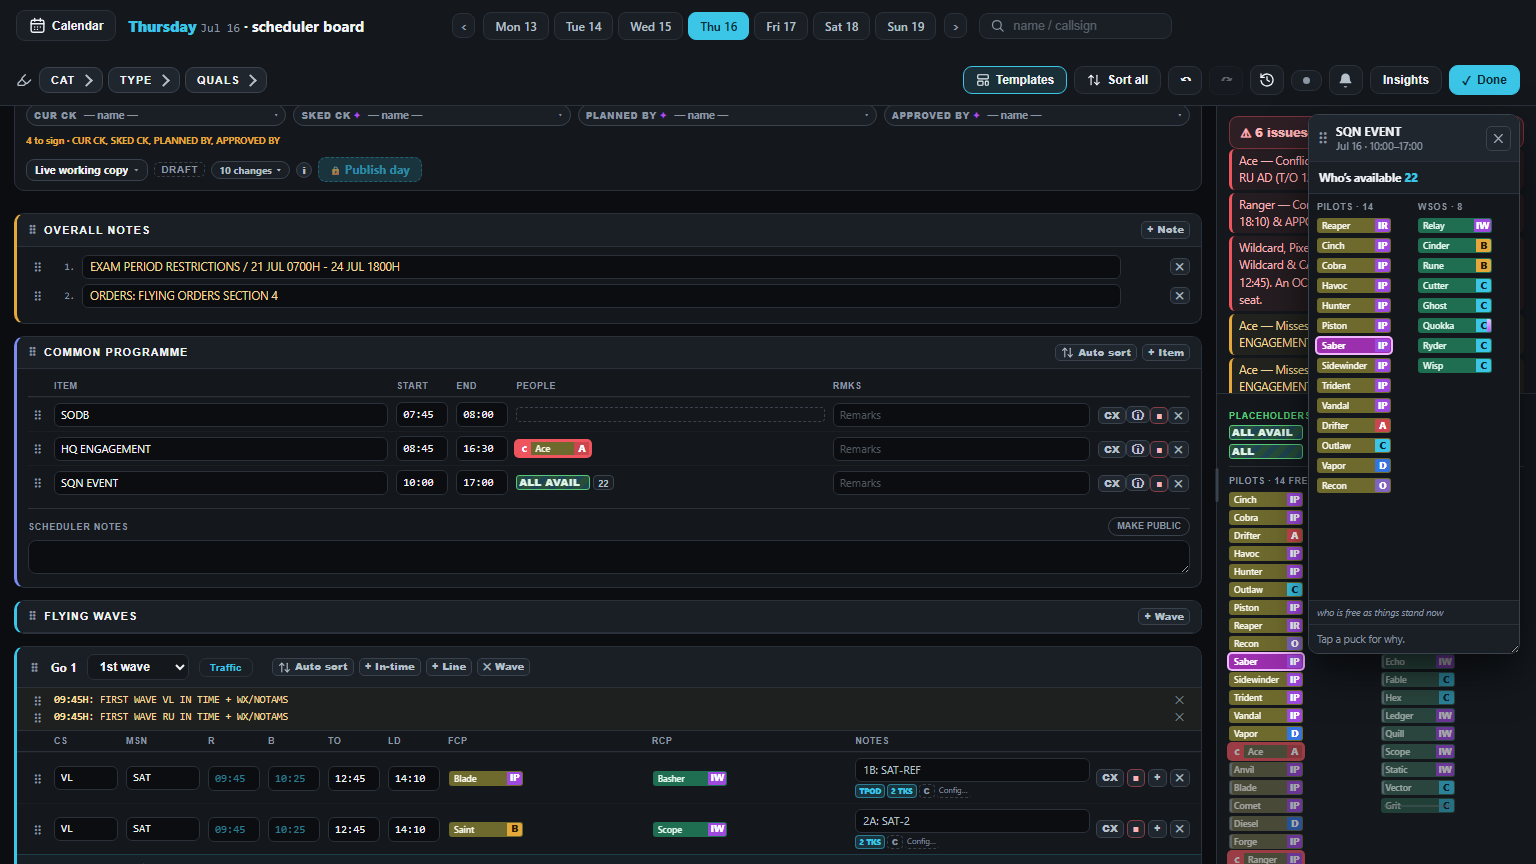 Calendar
Thursday Jul 16 · scheduler board
Mon 13
Tue 14
Wed 15
Thu 16
Fri 17
Sat 18
Sun 19
name / callsign
CAT
TYPE
QUALS
Templates
Sort all
Insights
✓ Done
CUR CK — name —
SKED CK ✦ — name —
PLANNED BY ✦ — name —
APPROVED BY ✦ — name —
4 to sign · CUR CK, SKED CK, PLANNED BY, APPROVED BY
Live working copy
DRAFT
10 changes
i
Publish day
OVERALL NOTES
+ Note
1. EXAM PERIOD RESTRICTIONS / 21 JUL 0700H - 24 JUL 1800H
2. ORDERS: FLYING ORDERS SECTION 4
COMMON PROGRAMME
Auto sort
+ Item
ITEM START END PEOPLE RMKS
SODB 07:45 08:00 Remarks CX
HQ ENGAGEMENT 08:45 16:30 c Ace A Remarks CX
SQN EVENT 10:00 17:00 ALL AVAIL 22 Remarks CX
SCHEDULER NOTES
MAKE PUBLIC
FLYING WAVES
+ Wave
Go 1
1st wave
Traffic
Auto sort
+ In-time
+ Line
✕ Wave
09:45H: FIRST WAVE VL IN TIME + WX/NOTAMS
09:45H: FIRST WAVE RU IN TIME + WX/NOTAMS
CS MSN R B TO LD FCP RCP NOTES
VL SAT 09:45 10:25 12:45 14:10 Blade IP Basher IW 1B: SAT-REF CX
TPOD 2 TKS C Config...
VL SAT 09:45 10:25 12:45 14:10 Saint B Scope IW 2A: SAT-2 CX
2 TKS C Config...
⚠ 6 issues
Ace — Conflic
RU AD (T/O 1
Ranger — Co
18:10) & APP
Wildcard, Pixe
Wildcard & C
12:45). An OC
seat.
Ace — Misses
ENGAGEMENT
Ace — Misses
ENGAGEMENT
PLACEHOLDERS
ALL AVAIL
ALL
PILOTS · 14 FRE
Cinch IP
Cobra IP
Drifter A
Havoc IP
Hunter IP
Outlaw C
Piston IP
Reaper IR
Recon O
Saber IP
Sidewinder IP
Trident IP
Vandal IP
Vapor D
c Ace A
Anvil IP
Blade IP
Comet IP
Diesel D
Forge IP
c Ranger A
Echo IW
Fable C
Hex C
Ledger IW
Quill IW
Scope IW
Static IW
Vector C
Grit C
SQN EVENT
Jul 16 · 10:00–17:00
Who's available 22
PILOTS · 14
Reaper IR
Cinch IP
Cobra IP
Havoc IP
Hunter IP
Piston IP
Saber IP
Sidewinder IP
Trident IP
Vandal IP
Drifter A
Outlaw C
Vapor D
Recon O
WSOS · 8
Relay IW
Cinder B
Rune B
Cutter C
Ghost C
Quokka C
Ryder C
Wisp C
who is free as things stand now
Tap a puck for why.